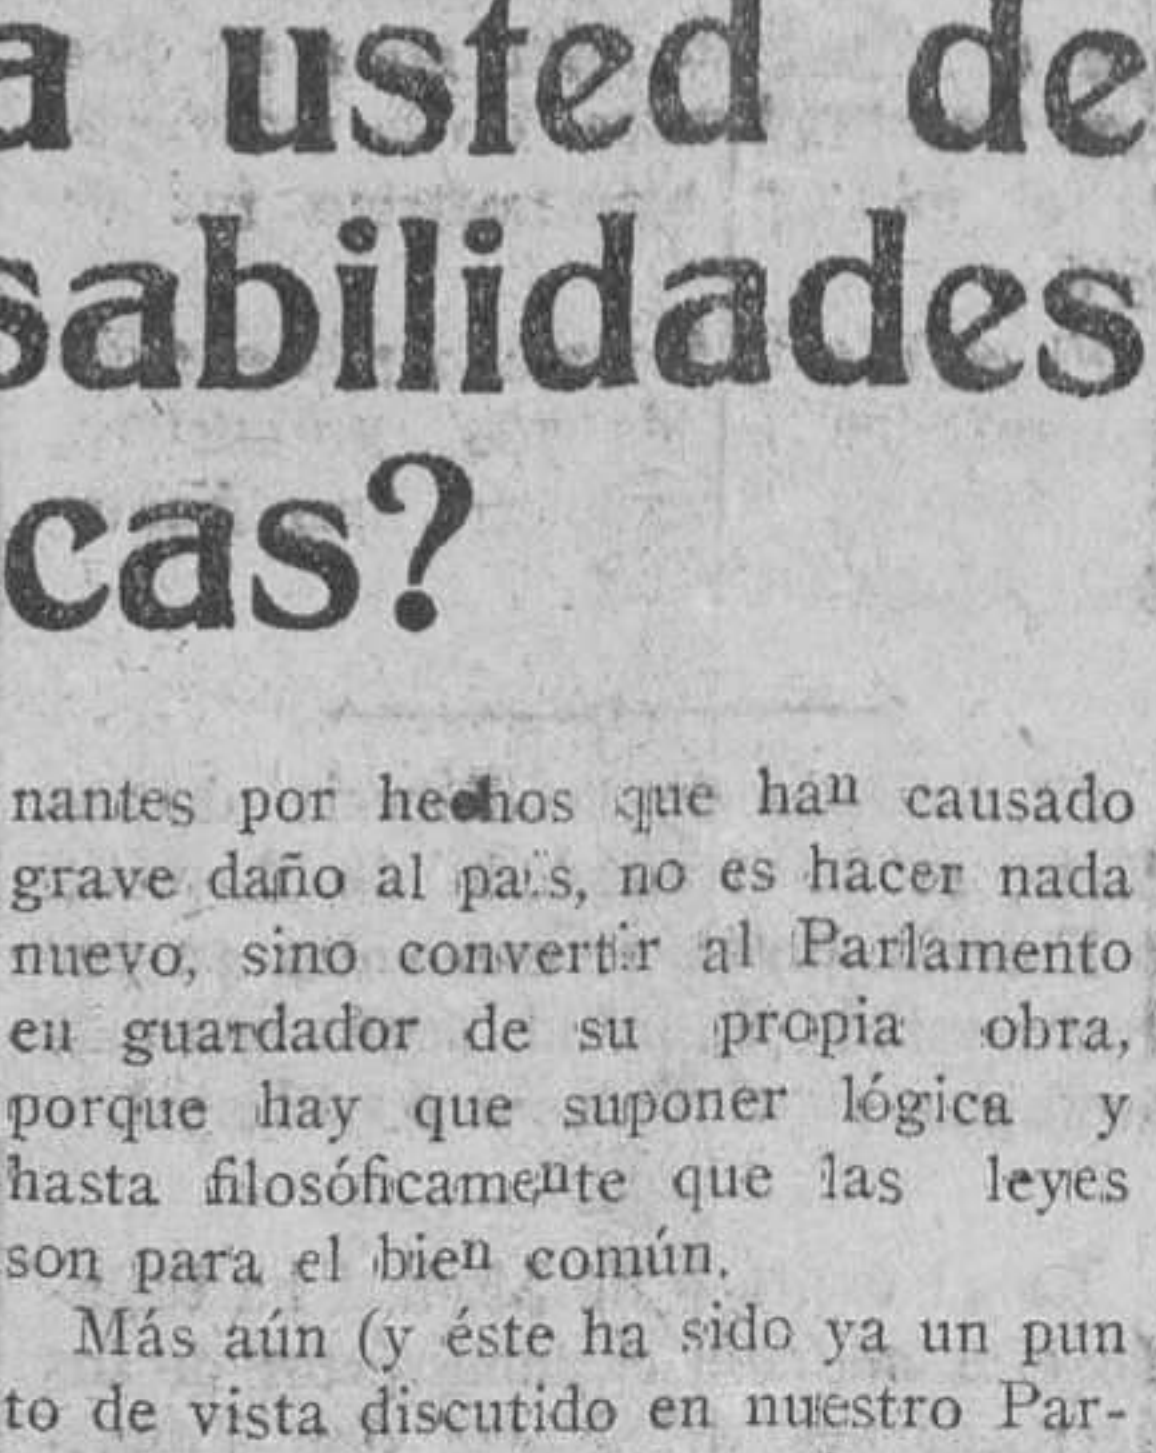 a usted de
sabilidades
cas?
nantes por hechos que han causado
grave daño al país, no es hacer nada
nuevo, sino convertir al Parlamento
en guardador de su propia obra,
porque hay que suponer lógica y
hasta filosóficamente que las leyes
son para el bien común.
Más aún (y éste ha sido ya un pun
to de vista discutido en nuestro Par-